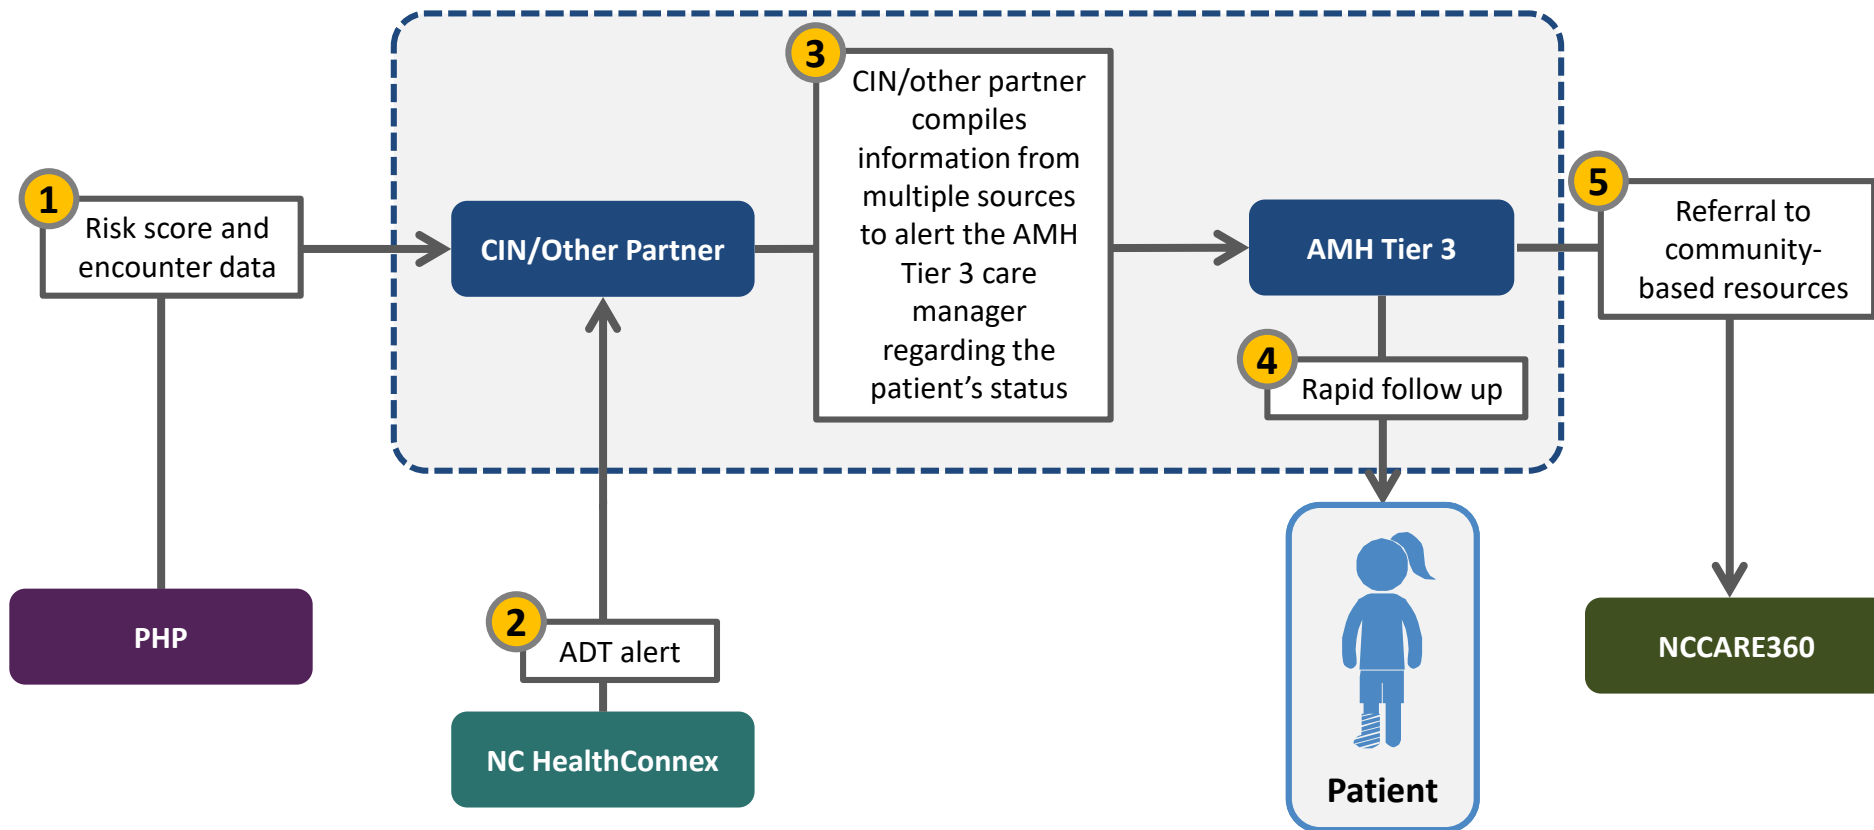 1
Risk score and
encounter data
PHP
CIN/Other Partner
2
ADT alert
NC HealthConnex
3
CIN/other partner
compiles
information from
multiple sources
to alert the AMH
Tier 3 care
manager
regarding the
patient’s status
AMH Tier 3
4
Rapid follow up
Patient
5
Referral to
community-
based resources
NCCARE360